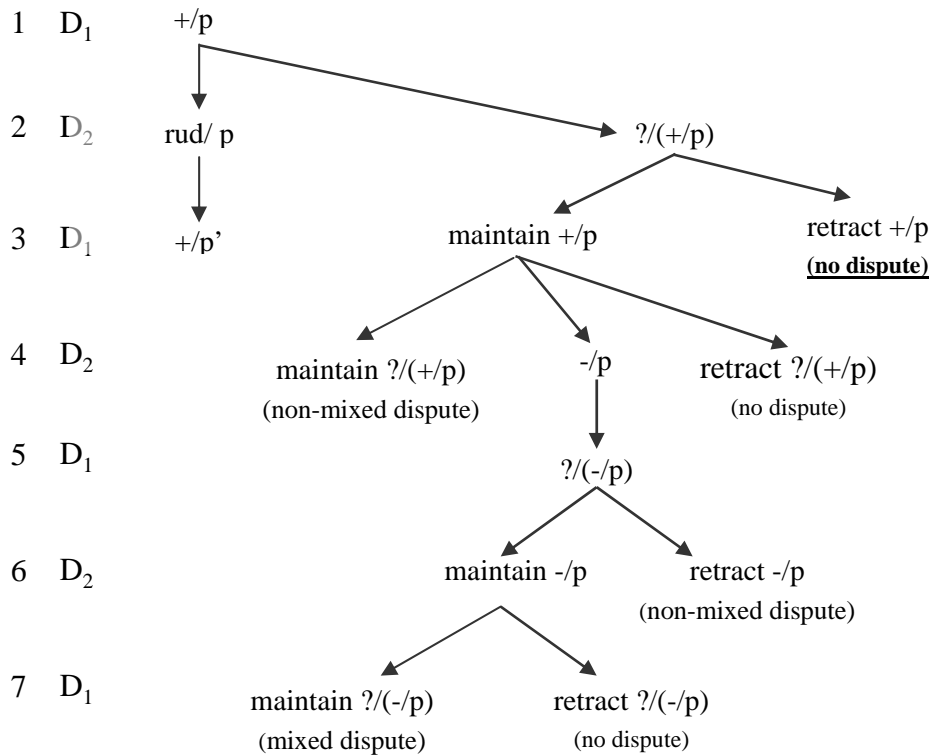 1 D₁ +/p
2 D₂ rud/ p ?/(+/p)
3 D₁ +/p’ maintain +/p retract +/p
(no dispute)
4 D₂ maintain ?/(+/p) -/p retract ?/(+/p)
(non-mixed dispute) (no dispute)
5 D₁ ?/(-/p)
6 D₂ maintain -/p retract -/p
(non-mixed dispute)
7 D₁ maintain ?/(-/p) retract ?/(-/p)
(mixed dispute) (no dispute)